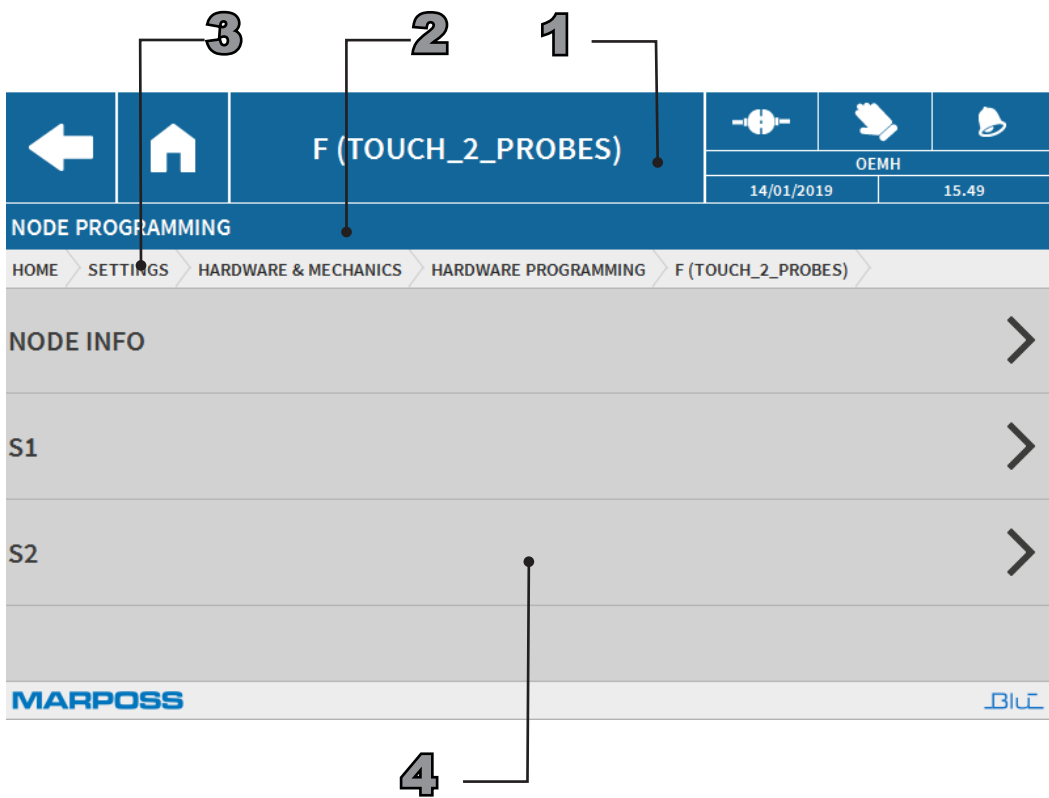 3 2 1
F (TOUCH_2_PROBES)
OEMH
14/01/2019 15.49
NODE PROGRAMMING
HOME SETTINGS HARDWARE & MECHANICS HARDWARE PROGRAMMING F (TOUCH_2_PROBES)
NODE INFO
S1
S2
MARPOSS BLÚ
4